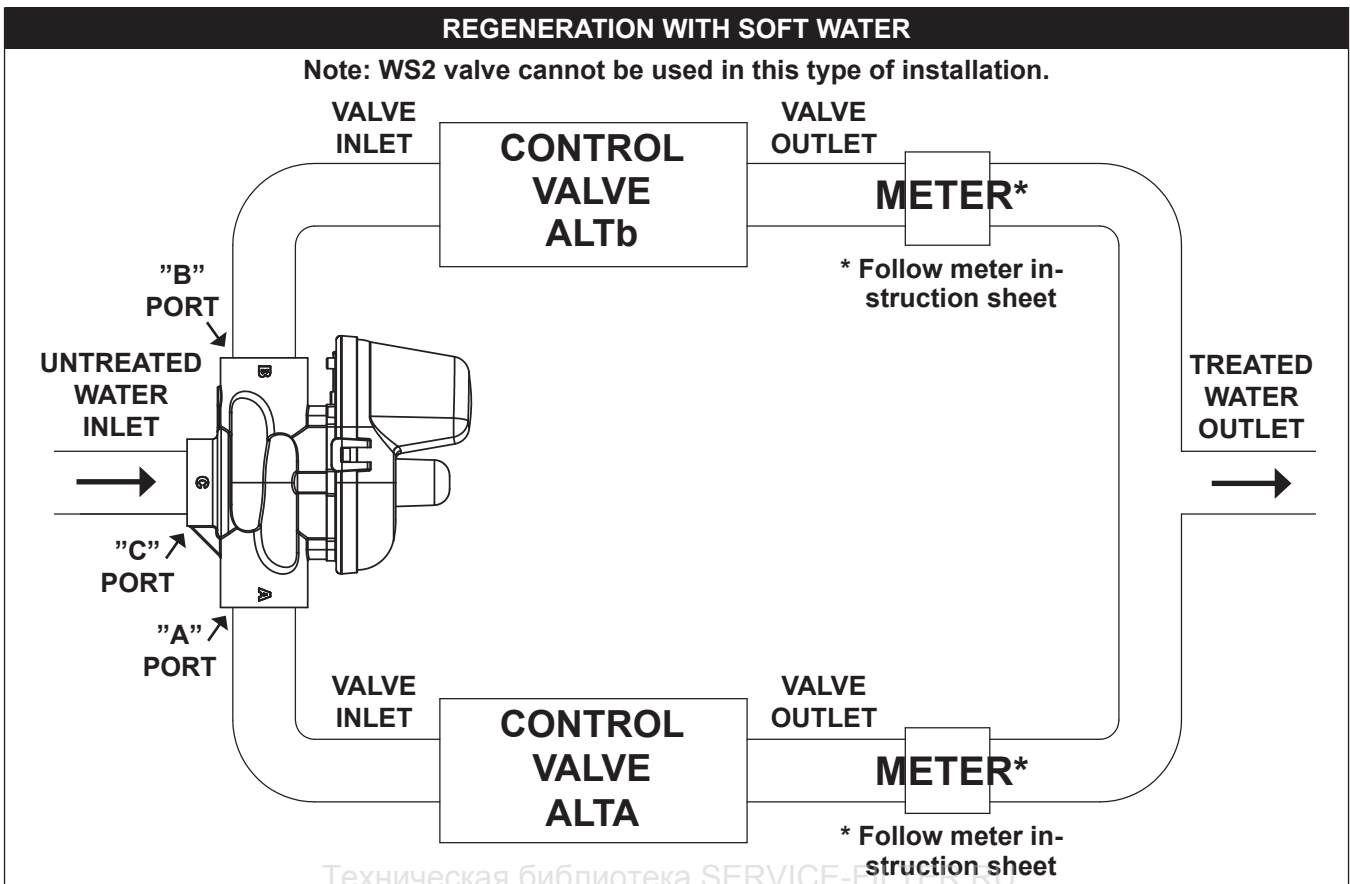 REGENERATION WITH SOFT WATER
Note: WS2 valve cannot be used in this type of installation.
VALVE
INLET
CONTROL
VALVE
ALTb
VALVE
OUTLET
METER*
* Follow meter in-
struction sheet
”B”
PORT
UNTREATED
WATER
INLET
B
C
A
”C”
PORT
”A”
PORT
TREATED
WATER
OUTLET
VALVE
INLET
CONTROL
VALVE
ALTA
VALVE
OUTLET
METER*
* Follow meter in-
struction sheet
Техническая библиотека SERVICE-FILTER.RU